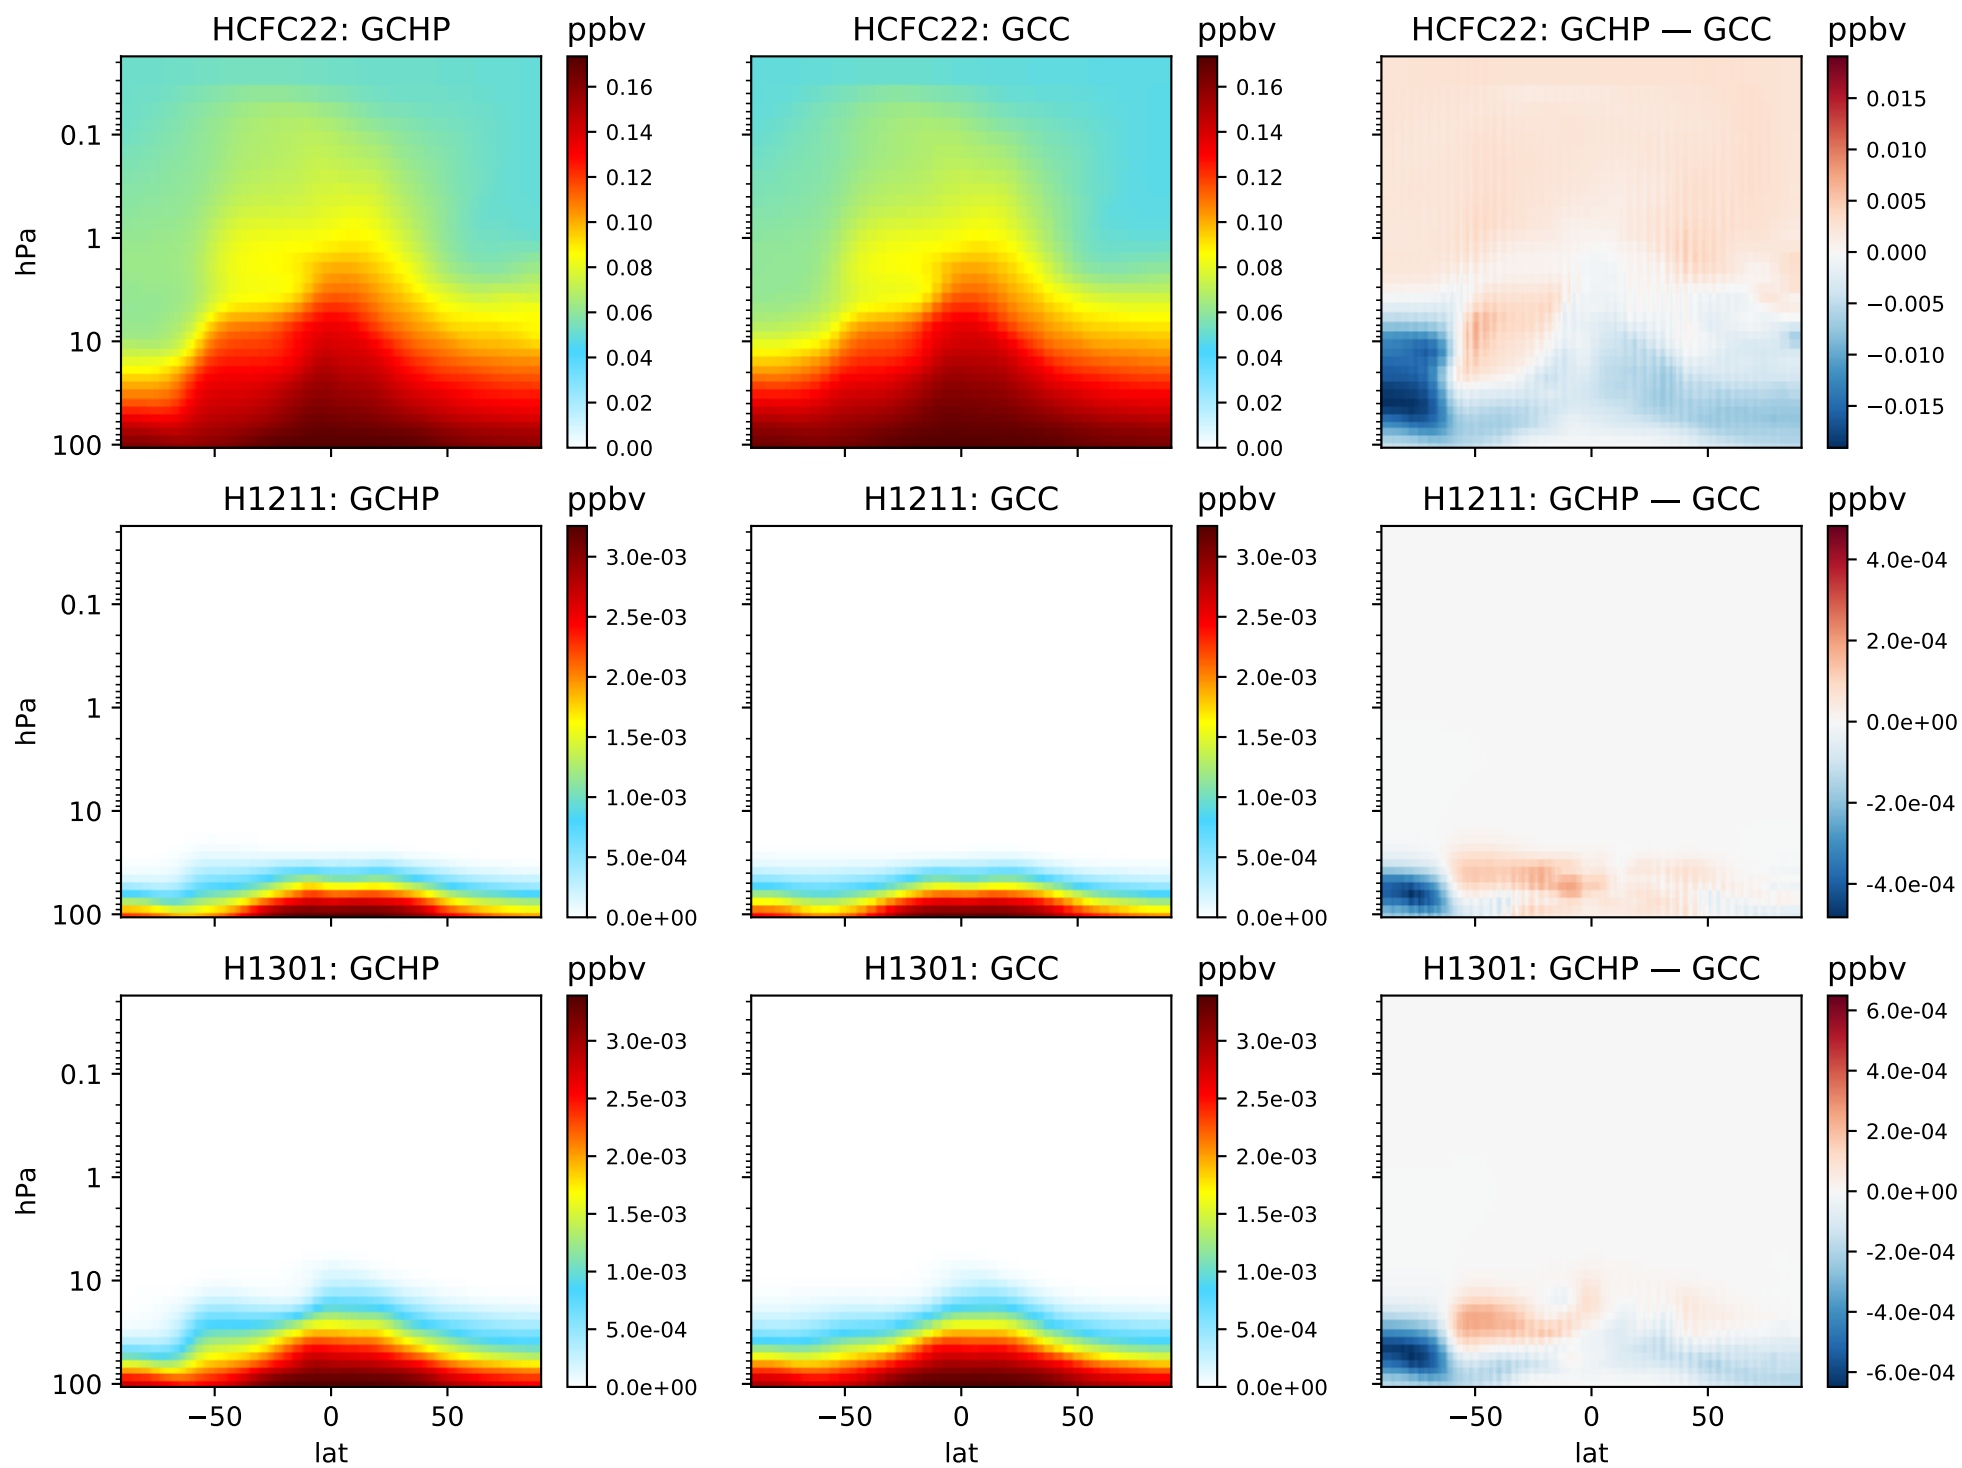 HCFC22: GCHP
ppbv
HCFC22: GCC
ppbv
HCFC22: GCHP — GCC
ppbv
hPa
0.1
1
10
100
0.16
0.14
0.12
0.10
0.08
0.06
0.04
0.02
0.00
0.16
0.14
0.12
0.10
0.08
0.06
0.04
0.02
0.00
0.015
0.010
0.005
0.000
−0.005
−0.010
−0.015
H1211: GCHP
ppbv
H1211: GCC
ppbv
H1211: GCHP — GCC
ppbv
hPa
0.1
1
10
100
3.0e-03
2.5e-03
2.0e-03
1.5e-03
1.0e-03
5.0e-04
0.0e+00
3.0e-03
2.5e-03
2.0e-03
1.5e-03
1.0e-03
5.0e-04
0.0e+00
4.0e-04
2.0e-04
0.0e+00
-2.0e-04
-4.0e-04
H1301: GCHP
ppbv
H1301: GCC
ppbv
H1301: GCHP — GCC
ppbv
hPa
0.1
1
10
100
3.0e-03
2.5e-03
2.0e-03
1.5e-03
1.0e-03
5.0e-04
0.0e+00
3.0e-03
2.5e-03
2.0e-03
1.5e-03
1.0e-03
5.0e-04
0.0e+00
6.0e-04
4.0e-04
2.0e-04
0.0e+00
-2.0e-04
-4.0e-04
-6.0e-04
−50 0 50
−50 0 50
−50 0 50
lat
lat
lat